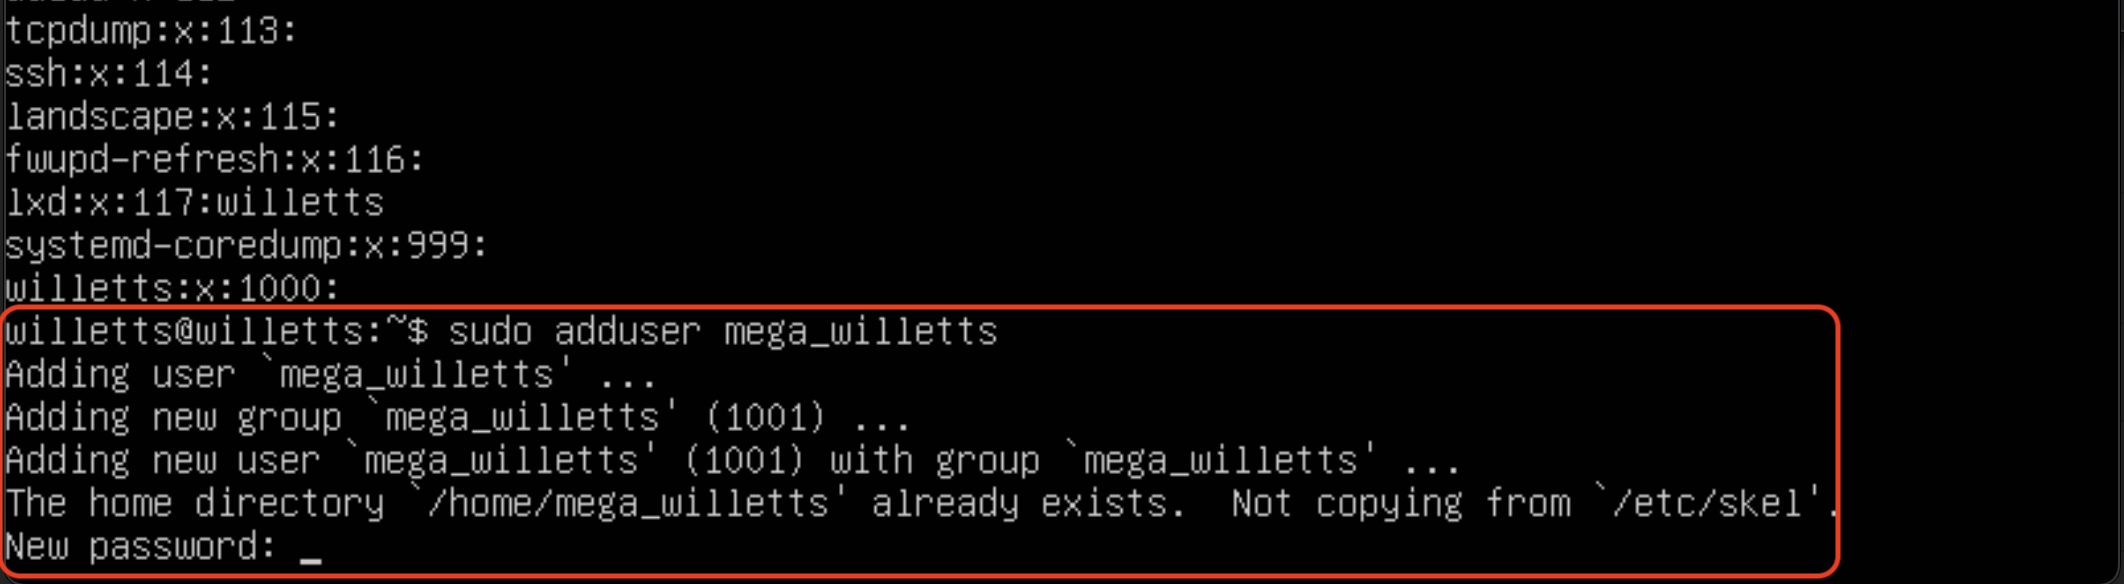 tcpdump:x:113:
ssh:x:114:
landscape:x:115:
fwupd-refresh:x:116:
lxd:x:117:willetts
systemd-coredump:x:999:
willetts:x:1000:
willetts@willetts:~$ sudo adduser mega_willetts
Adding user `mega_willetts' ...
Adding new group `mega_willetts' (1001) ...
Adding new user `mega_willetts' (1001) with group `mega_willetts' ...
The home directory `/home/mega_willetts' already exists.  Not copying from `/etc/skel'.
New password: _